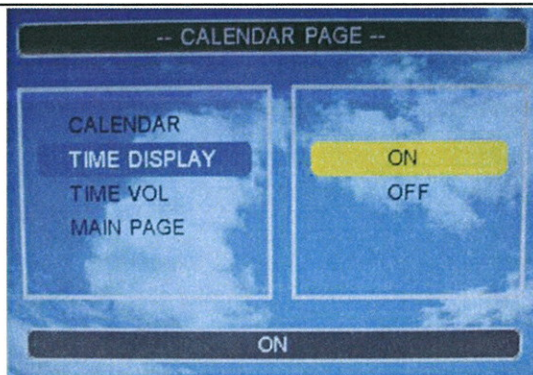 -- CALENDAR PAGE --
CALENDAR
TIME DISPLAY
TIME VOL
MAIN PAGE
ON
OFF
ON